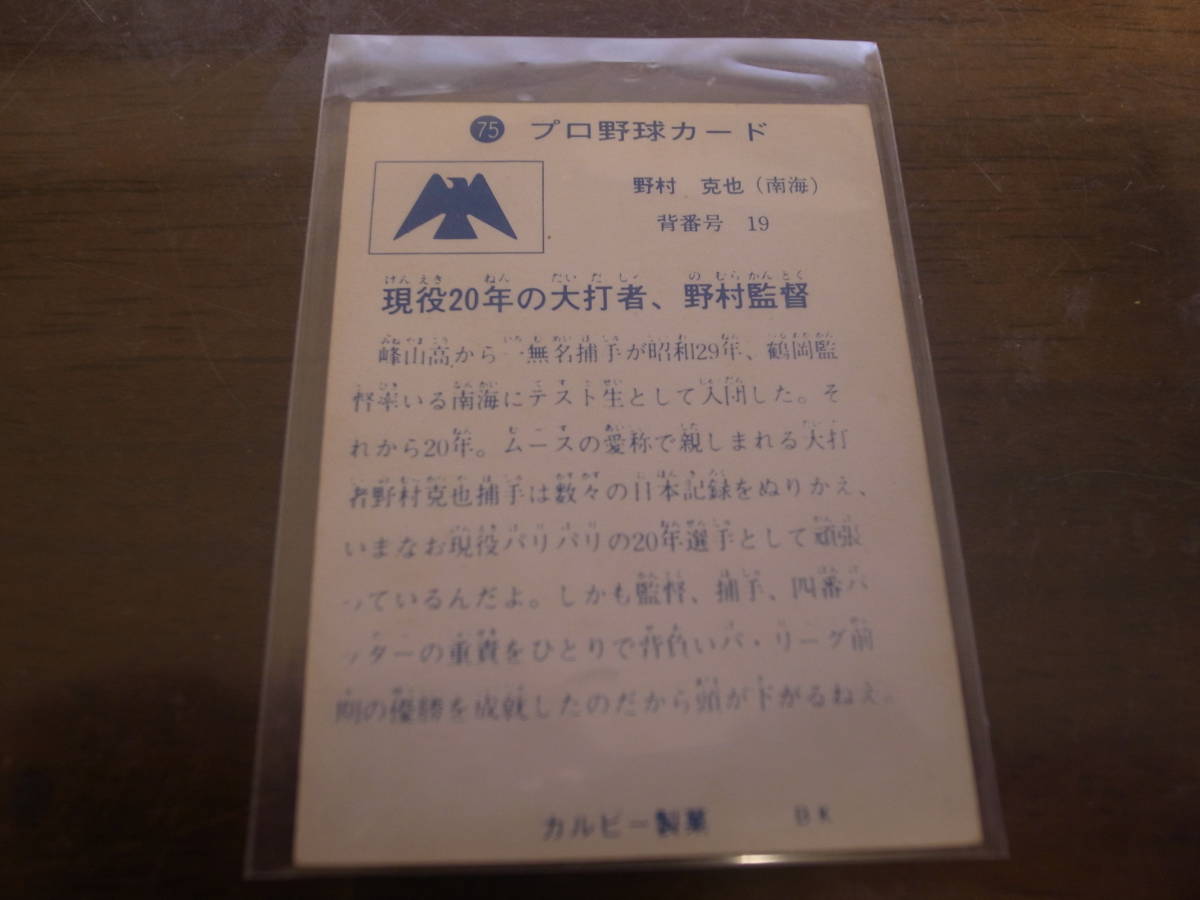 75 プロ野球カード
野村 克也(南海)
背番号 19
現役20年の大打者、野村監督
峰山高から一無名捕手が昭和29年、鶴岡監
督率いる南海にテスト生として入団した。そ
れから20年。ムースの愛称で親しまれる大打
者野村克也捕手は数々の日本記録をぬりかえ、
いまなお現役バリバリの20年選手として頑張
っているんだよ。しかも監督、捕手、四番バ
ッターの重責をひとりで背負いパ・リーグ前
期の優勝を成就したのだから頭が下がるねえ。
カルビー製菓 BK